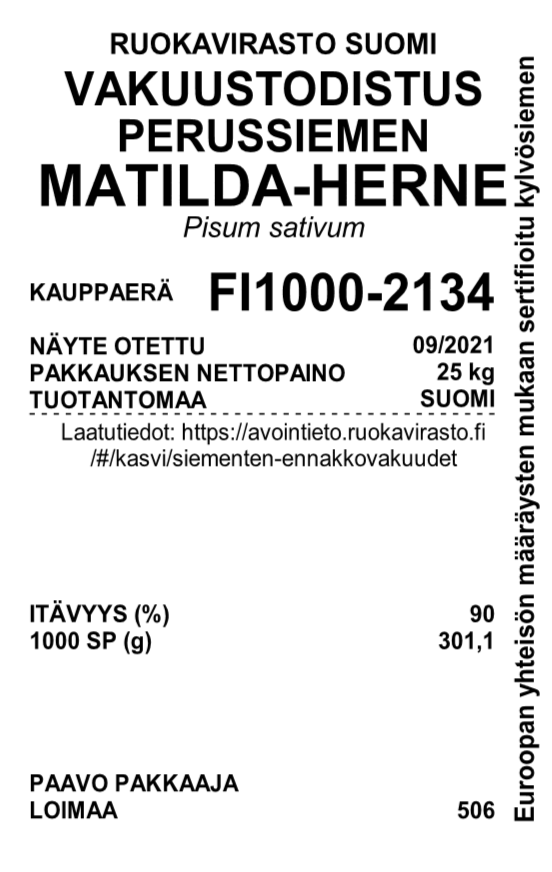 RUOKAVIRASTO SUOMI
VAKUUSTODISTUS
PERUSSIEMEN
MATILDA-HERNE
Pisum sativum
KAUPPAERÄ FI1000-2134
NÄYTE OTETTU 09/2021
PAKKAUKSEN NETTOPAINO 25 kg
TUOTANTOMAA SUOMI
Laatutiedot: https://avointieto.ruokavirasto.fi
/#/kasvi/siementen-ennakkovakuudet
ITÄVYYS (%) 90
1000 SP (g) 301,1
PAAVO PAKKAAJA
LOIMAA 506
Euroopan yhteisön määräysten mukaan sertifioitu kylvösiemen